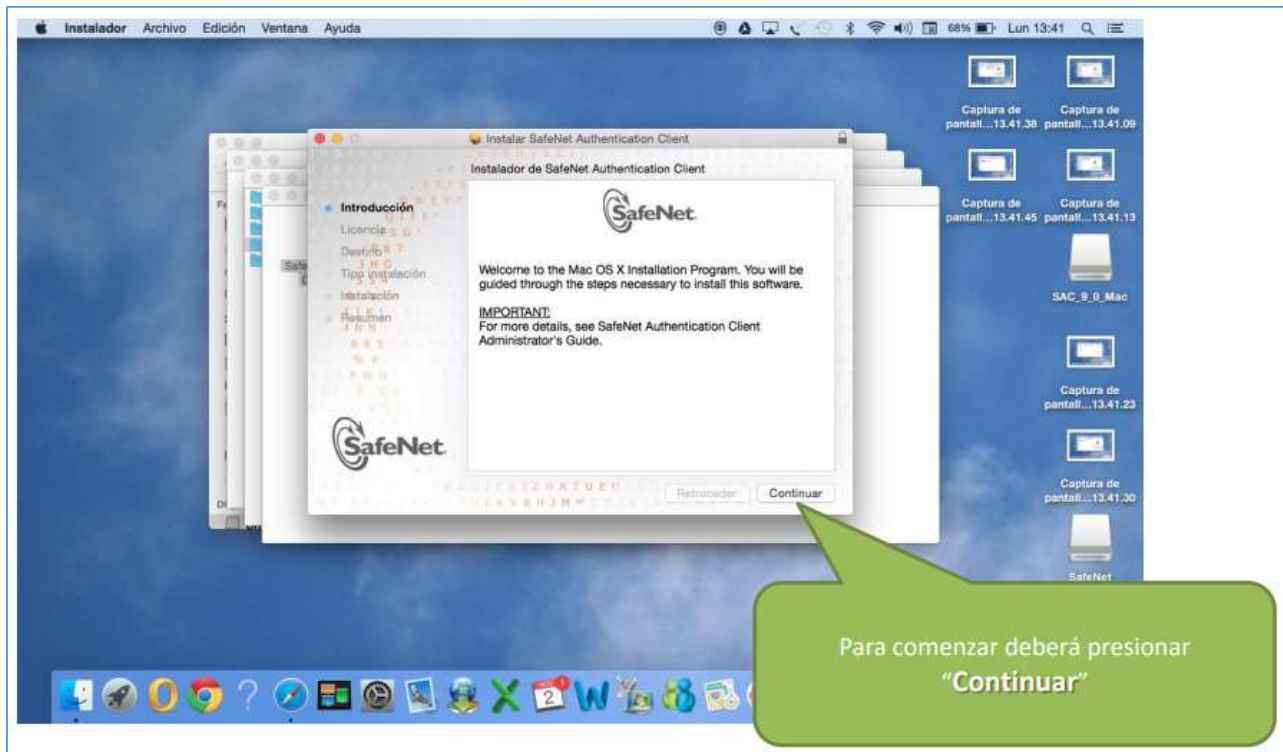 Instalador Archivo Edición Ventana Ayuda 68% Lun 13:41
Captura de pantall...13.41.38
Captura de pantall...13.41.09
Instalar SafeNet Authentication Client
Instalador de SafeNet Authentication Client
Introducción
Licencia
Destino
Tipo instalación
Instalación
Resumen
SafeNet.
Welcome to the Mac OS X Installation Program. You will be
guided through the steps necessary to install this software.
IMPORTANT:
For more details, see SafeNet Authentication Client
Administrator's Guide.
SafeNet.
Retroceder Continuar
Captura de pantall...13.41.45
Captura de pantall...13.41.13
SAC_9_0_Mac
Captura de
pantall...13.41.23
Captura de
pantall...13.41.30
SafeNet
Para comenzar deberá presionar
“Continuar”
2